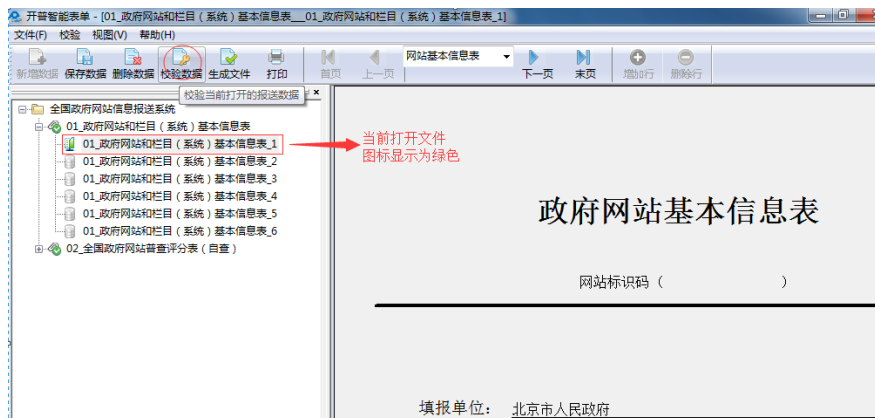 开普智能表单 - [01_政府网站和栏目（系统）基本信息表__01_政府网站和栏目（系统）基本信息表_1]
文件(F) 校验 视图(V) 帮助(H)
新增数据 保存数据 删除数据 校验数据 生成文件 打印 首页 上一页 网站基本信息表 下一页 末页 增加行 删除行
校验当前打开的报送数据
全国政府网站信息报送系统
01_政府网站和栏目（系统）基本信息表
01_政府网站和栏目（系统）基本信息表_1
01_政府网站和栏目（系统）基本信息表_2
01_政府网站和栏目（系统）基本信息表_3
01_政府网站和栏目（系统）基本信息表_4
01_政府网站和栏目（系统）基本信息表_5
01_政府网站和栏目（系统）基本信息表_6
02_全国政府网站普查评分表（自查）
当前打开文件
图标显示为绿色
政府网站基本信息表
网站标识码（ ）
填报单位： 北京市人民政府